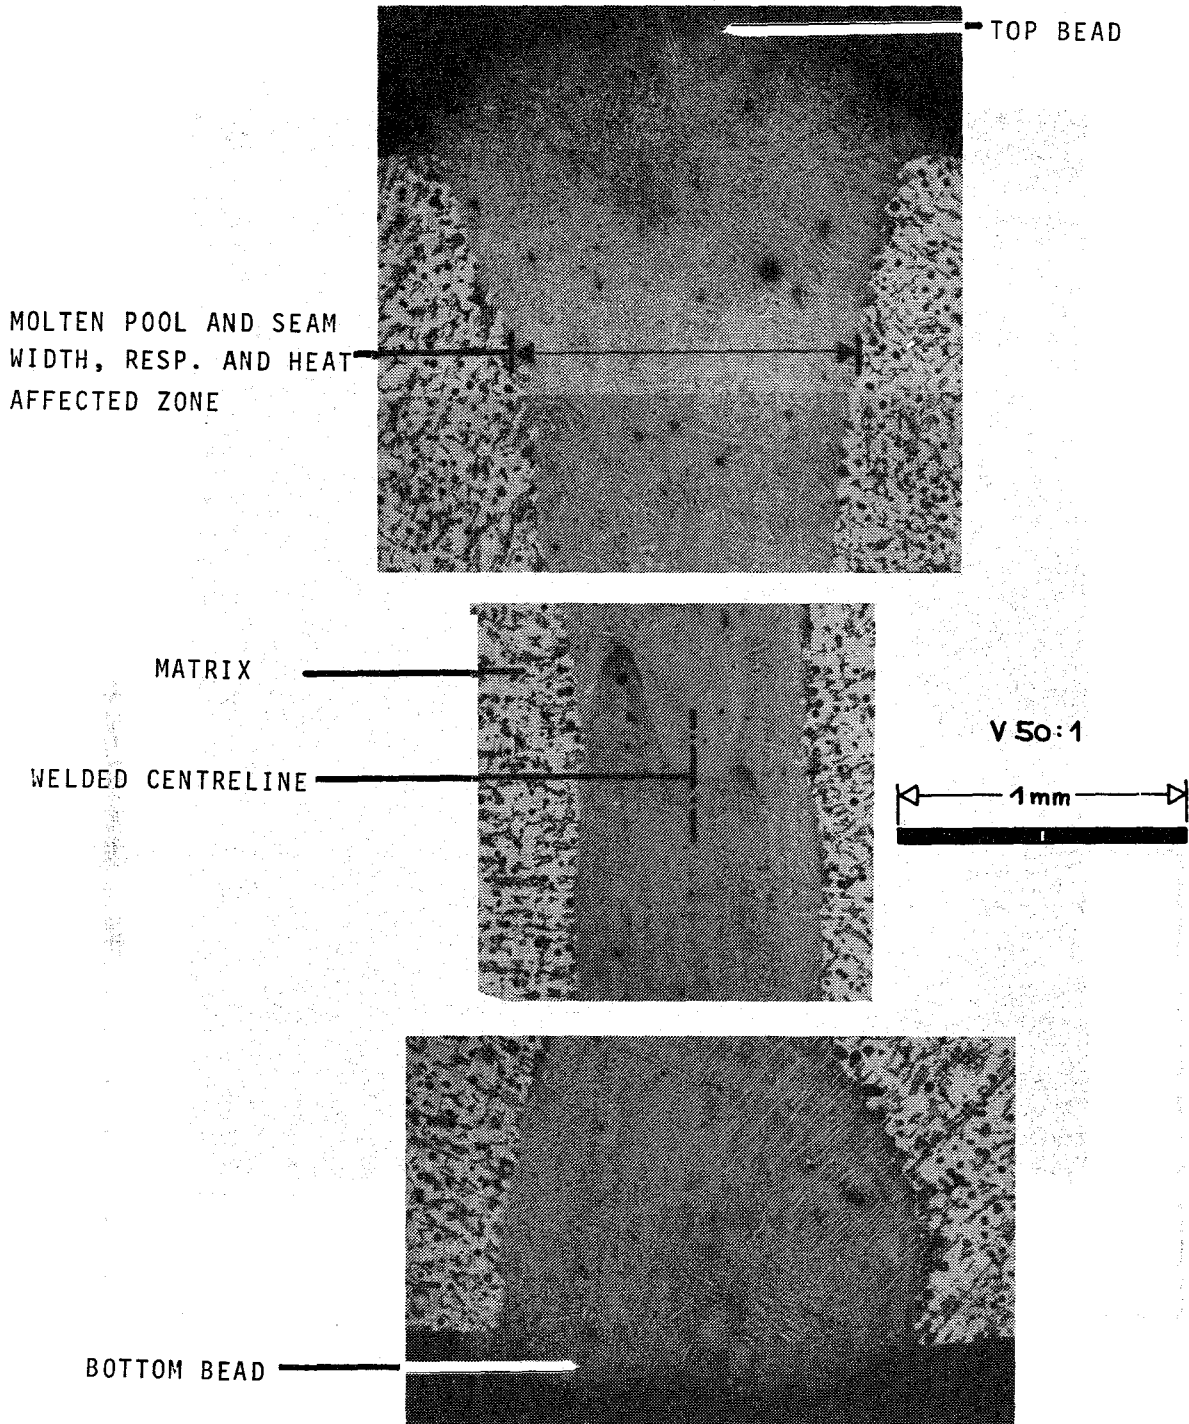 TOP BEAD
MOLTEN POOL AND SEAM
WIDTH, RESP. AND HEAT
AFFECTED ZONE
MATRIX
WELDED CENTRELINE
V 50:1
1mm
BOTTOM BEAD